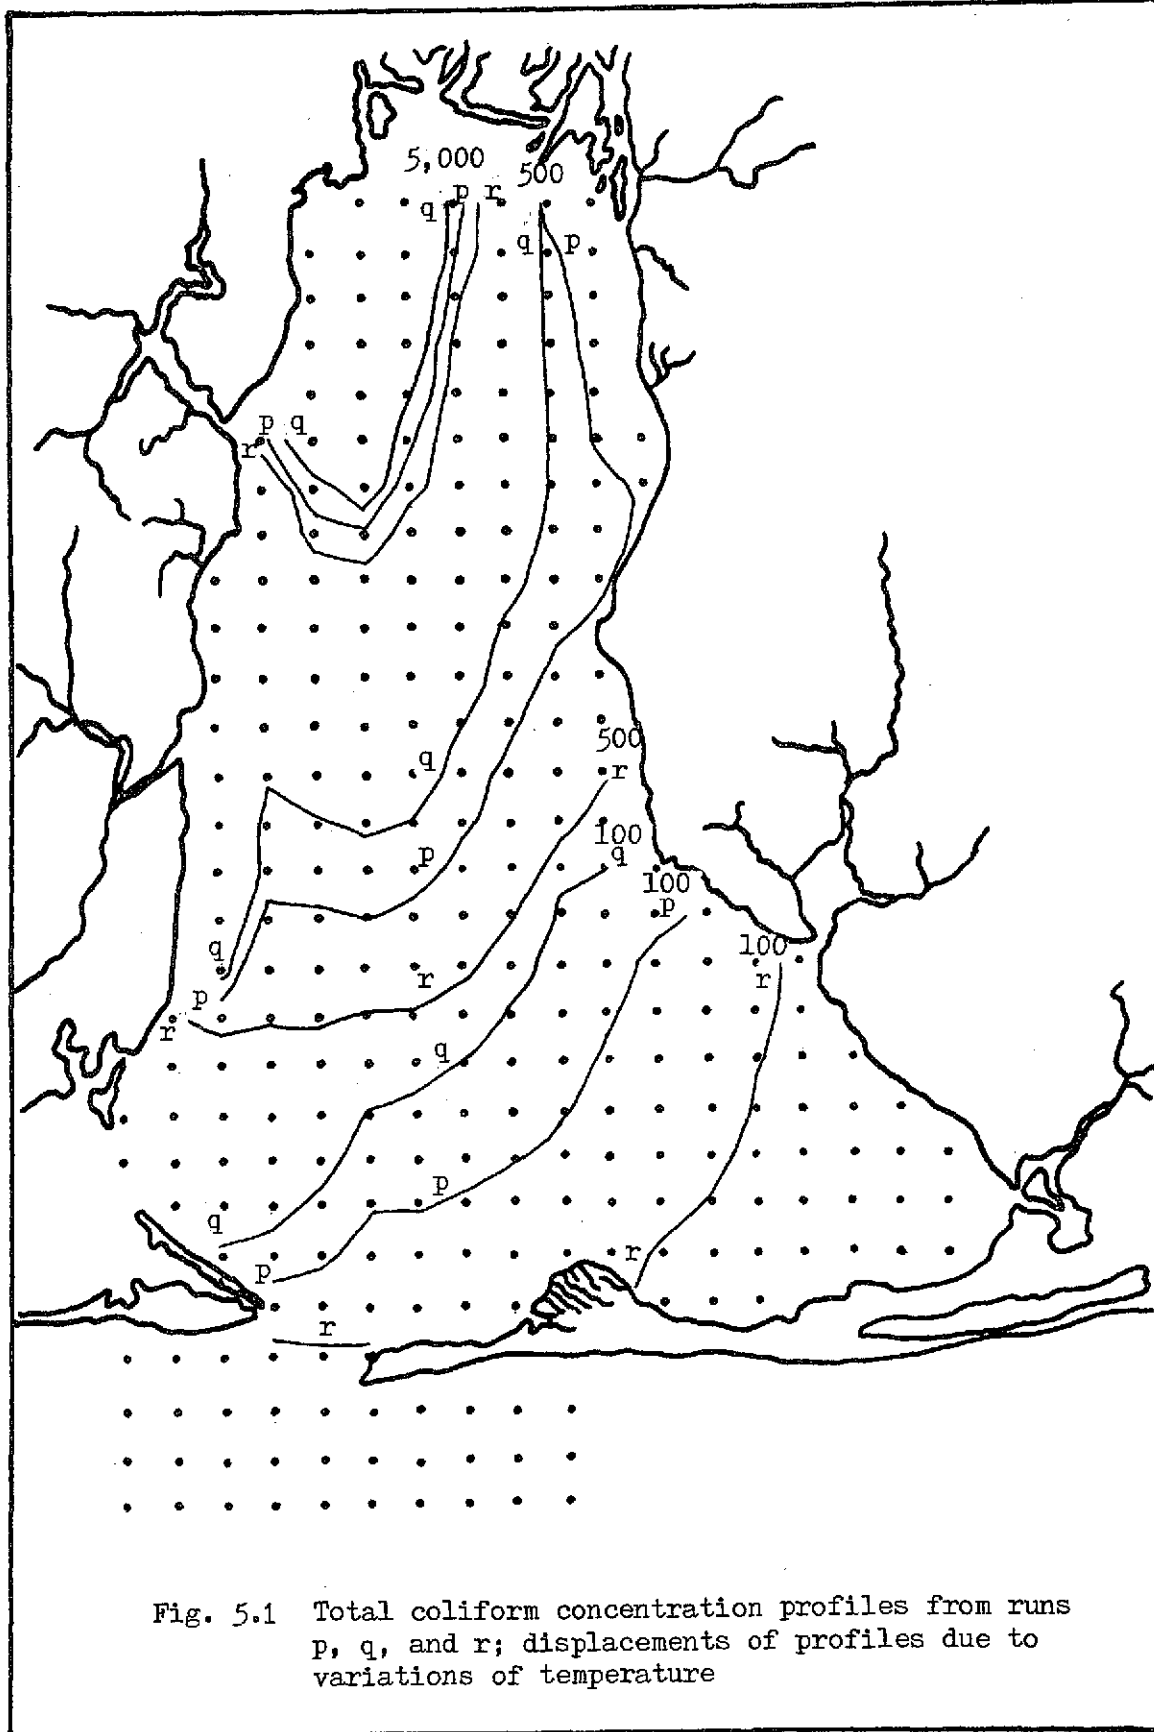 5,000
500
p r
q
q p
p q
r
500
q
r
100
q
p
100
p
q
100
r
r
p
r
q
p
q
r
p
r
Fig. 5.1 Total coliform concentration profiles from runs
p, q, and r; displacements of profiles due to
variations of temperature